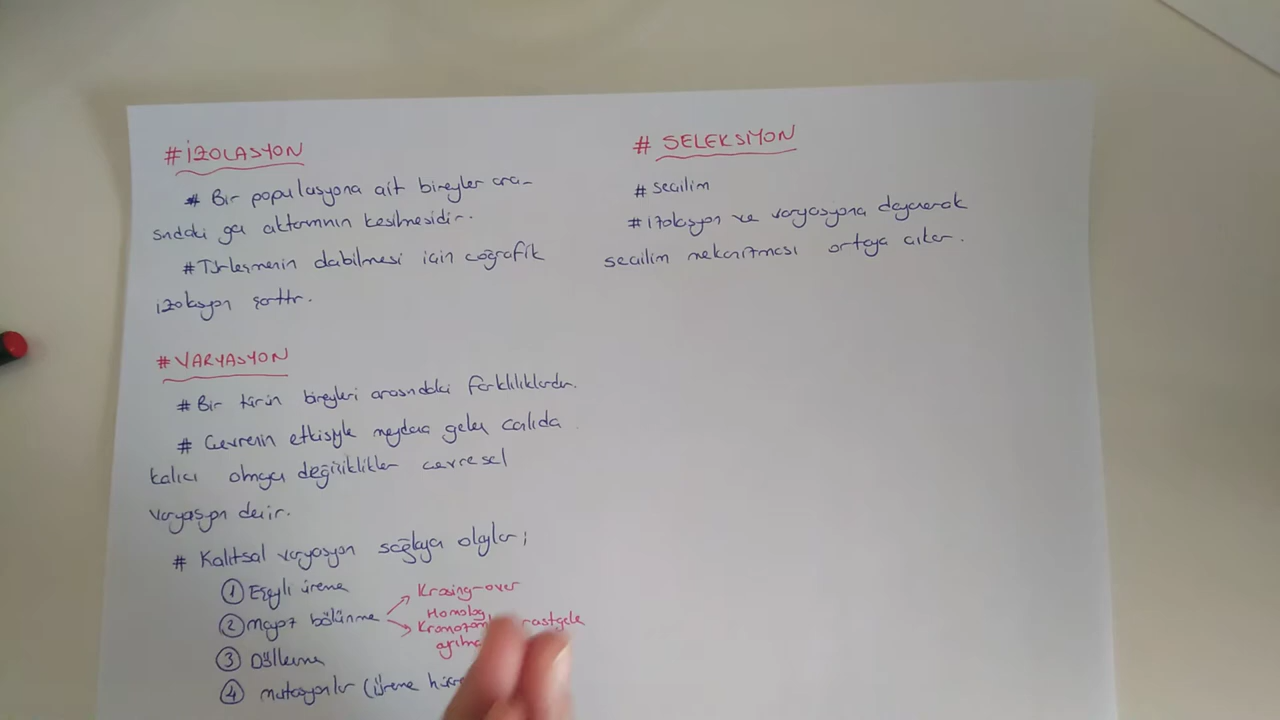 # İZOLASYON
# Bir populasyona ait bireyler ara-
sındaki gen aktarımının kesilmesidir.
# Türleşmenin olabilmesi için coğrafik
izolasyon şarttır.
# VARYASYON
# Bir türün bireyleri arasındaki farklılıklardır.
# Çevrenin etkisiyle meydana gelen
kalıcı olmayan değişiklikler çevresel
varyasyon denir.
# Kalıtsal varyasyon sağlayan olaylar;
① Eşeyli üreme
② Mayoz bölünme
Krosing-over
Homolog
rastgele
③ Döllenme
④ mutasyonlar (üreme
# SELEKSİYON
# seçilim
# izolasyon ve varyasyona dayanarak
seçilim mekanizması ortaya çıkar.